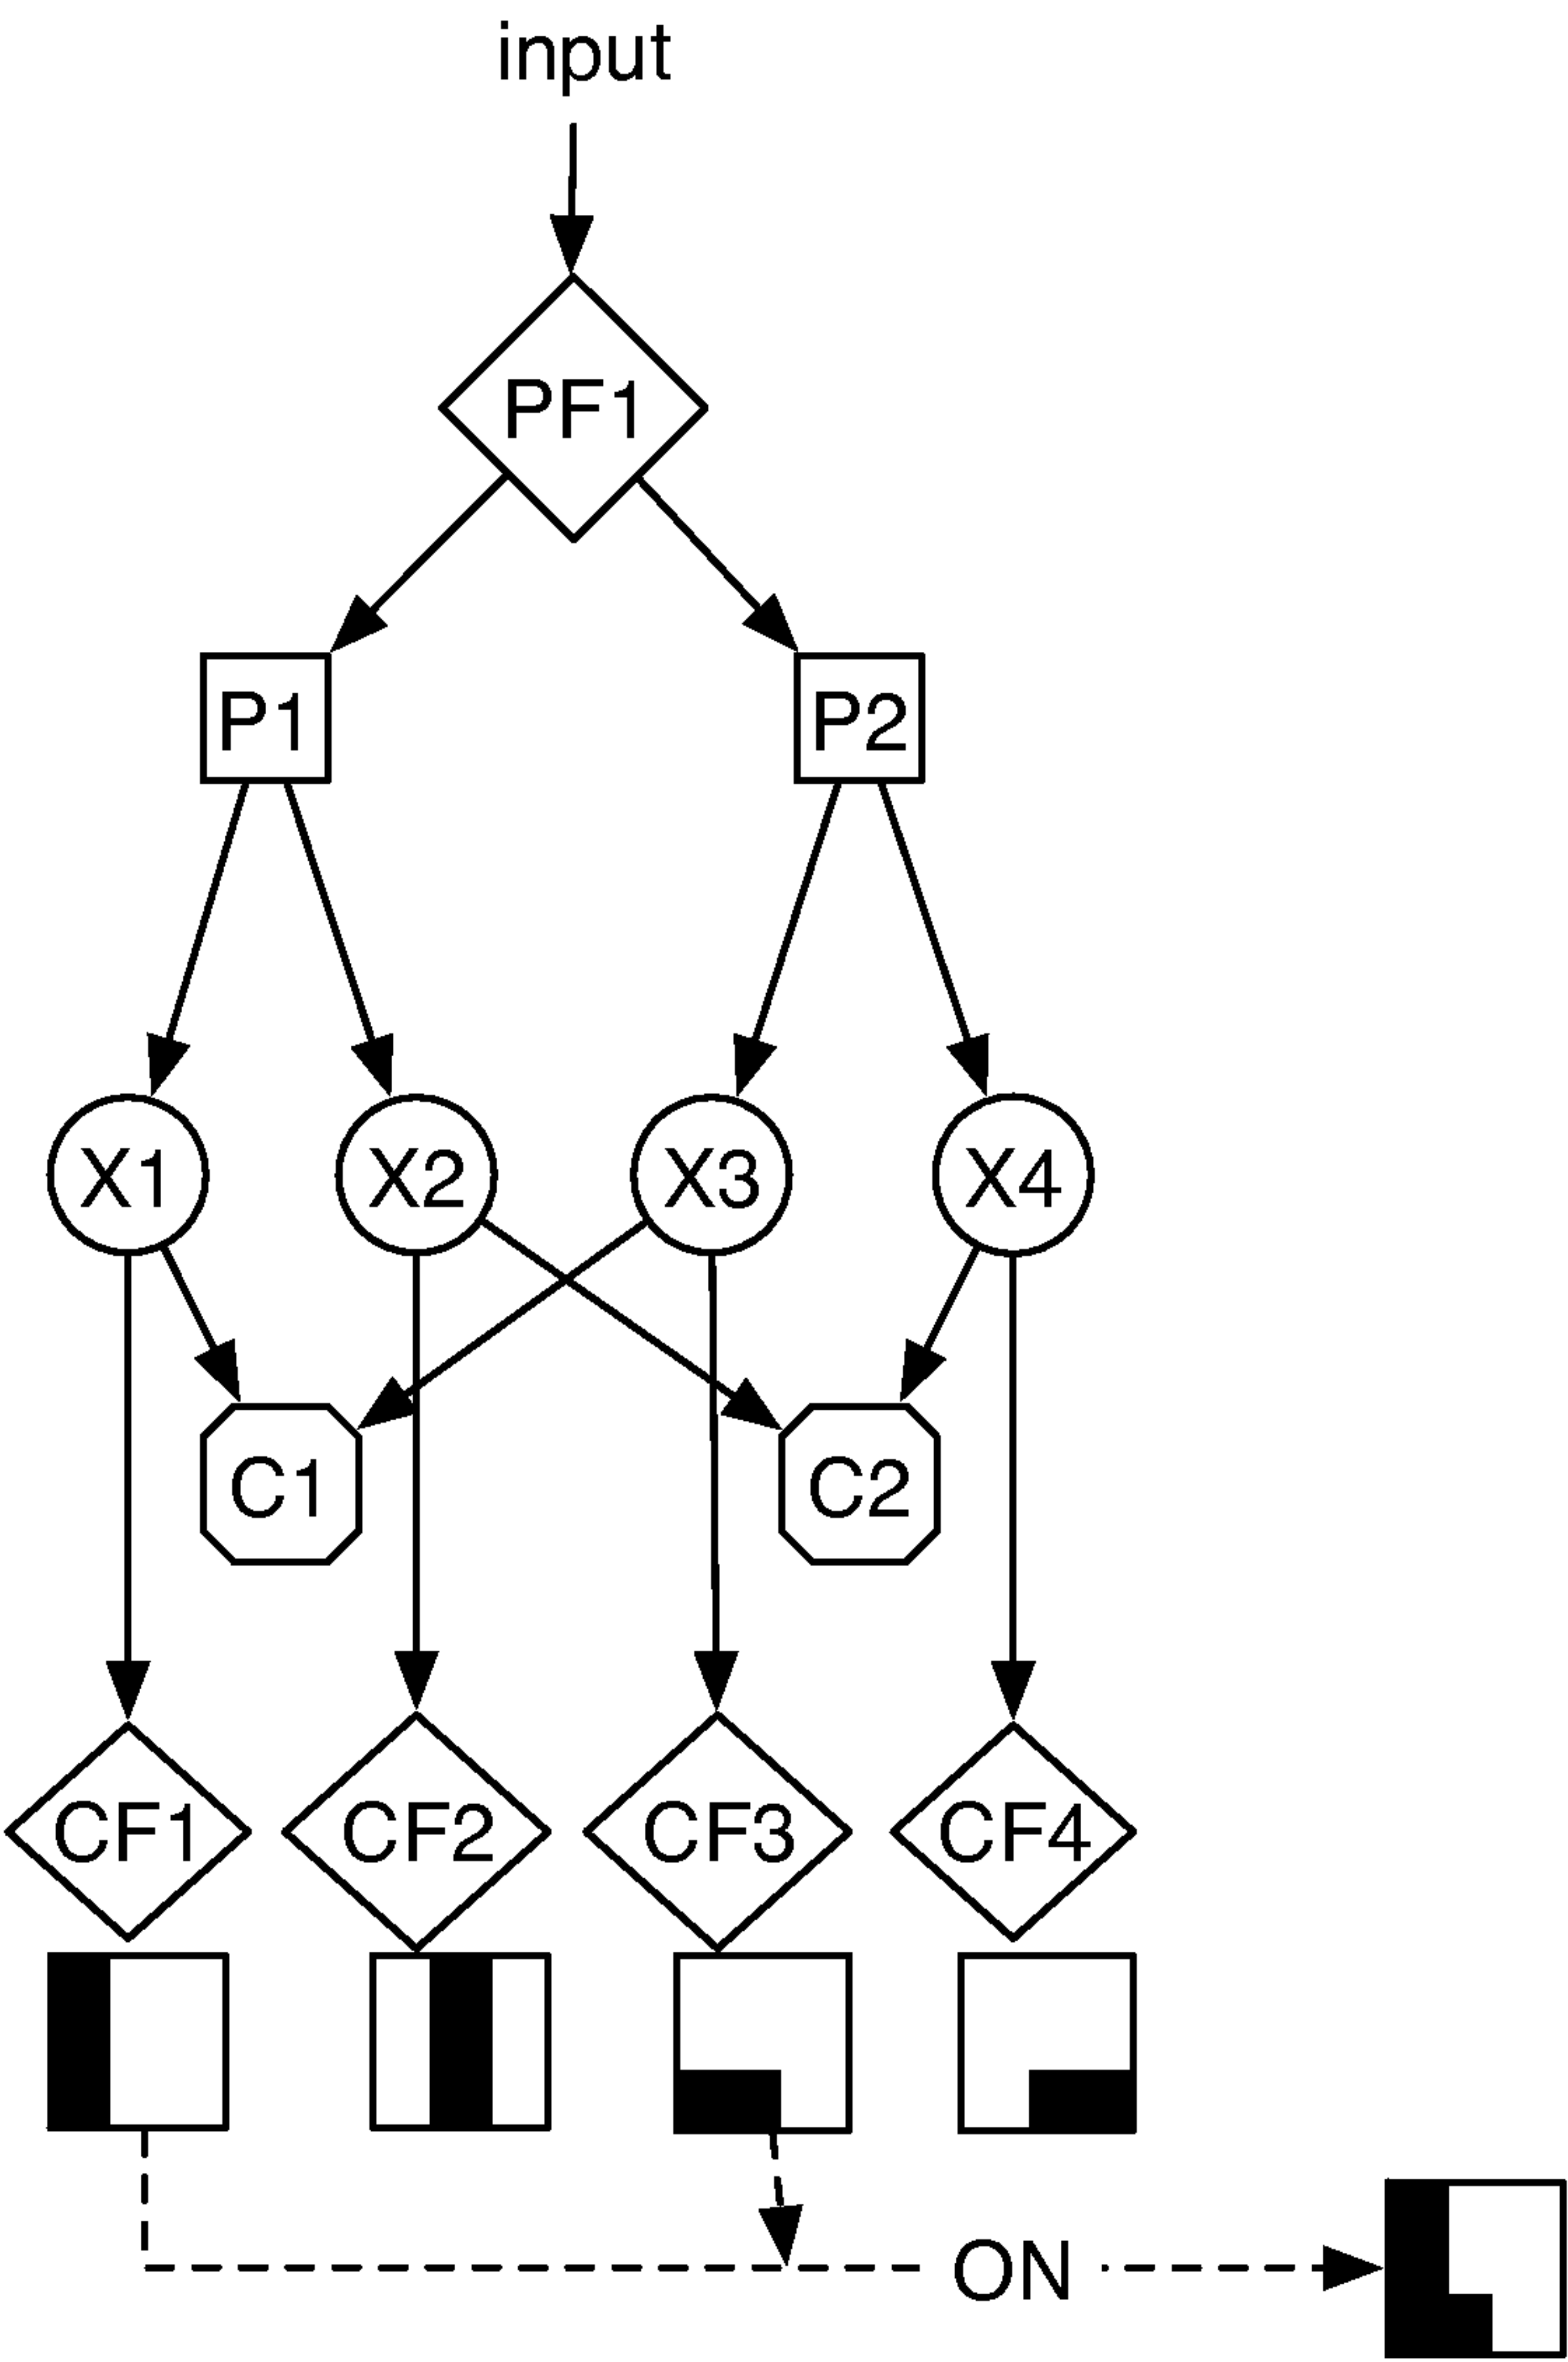 input
PF1
P1 P2
X1 X2 X3 X4
C1 C2
CF1 CF2 CF3 CF4
ON